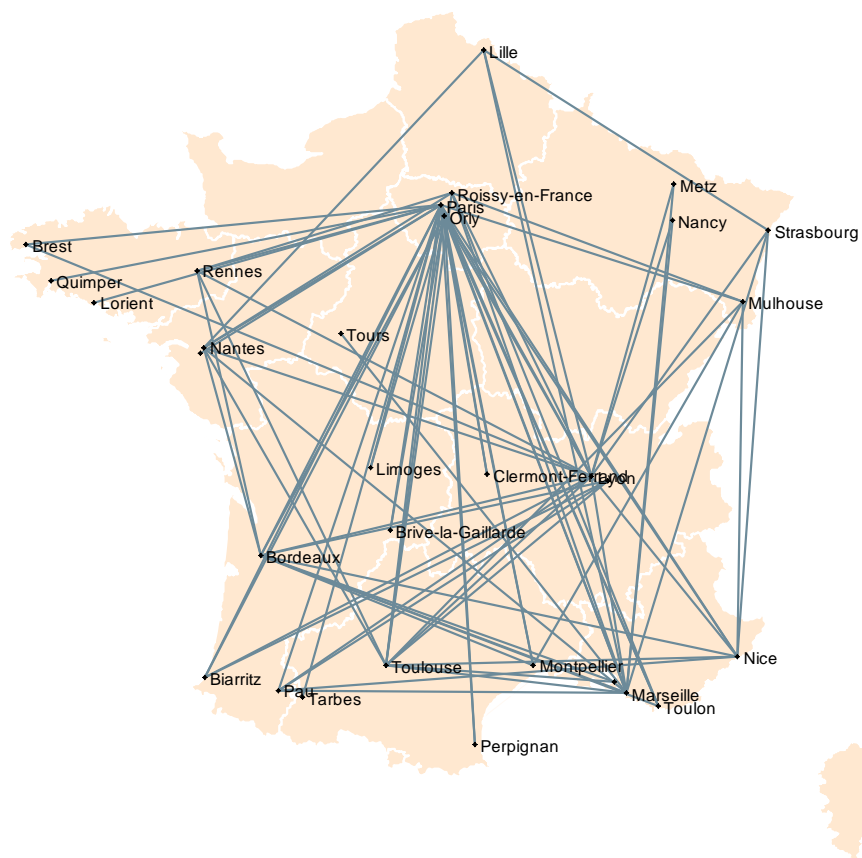 Lille
Metz
Roissy-en-France
Paris
Orly
Nancy
Strasbourg
Brest
Rennes
Quimper
Lorient
Mulhouse
Tours
Nantes
Limoges
Clermont-Ferrand
Lyon
Brive-la-Gaillarde
Bordeaux
Nice
Toulouse
Montpellier
Biarritz
Pau
Tarbes
Marseille
Toulon
Perpignan